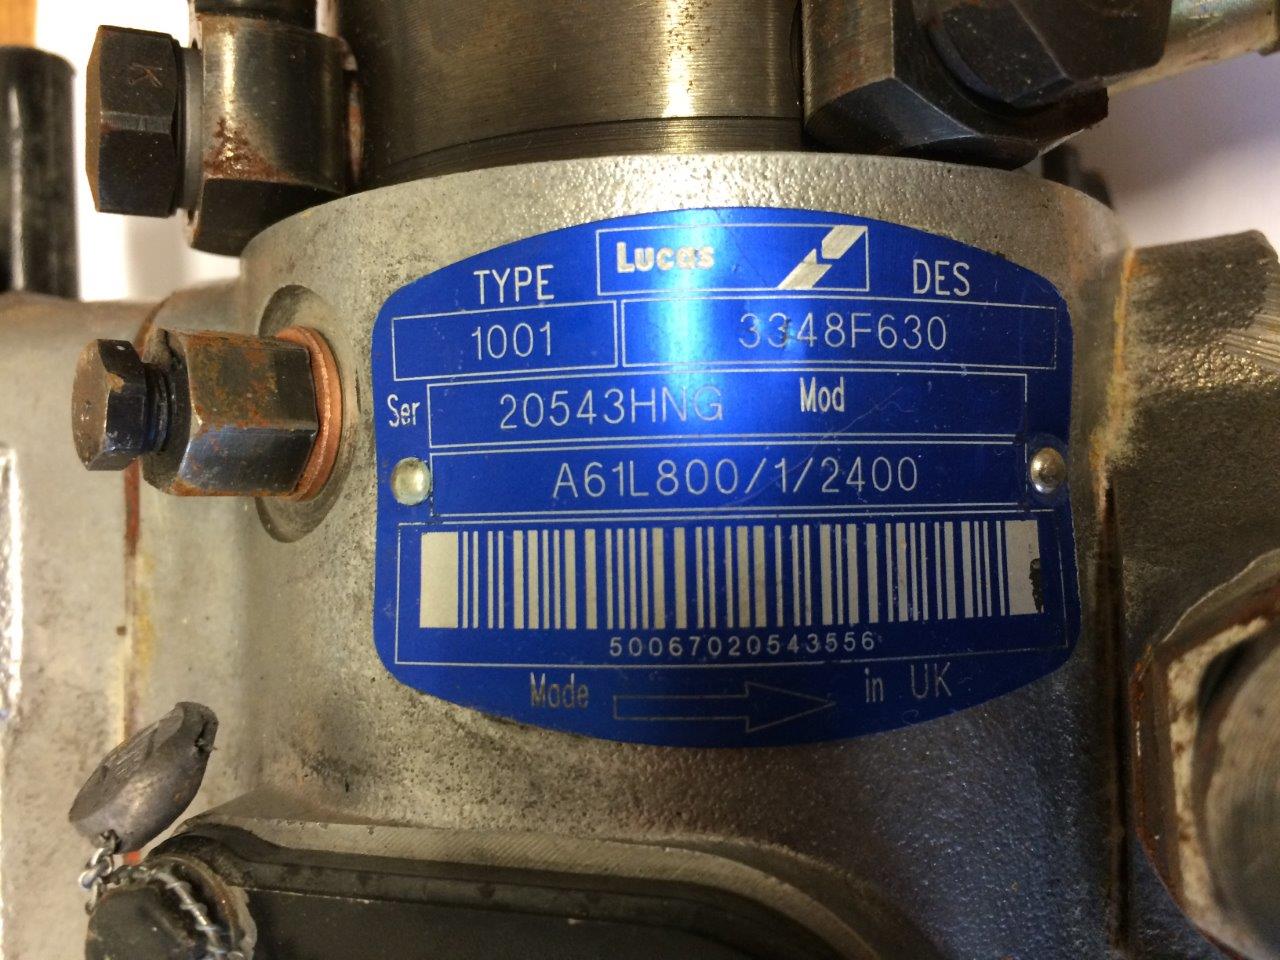 K
Lucas
TYPE DES
1001 3348F630
Ser 20543HNG Mod
A61L800/1/2400
50067020543556
Made in UK